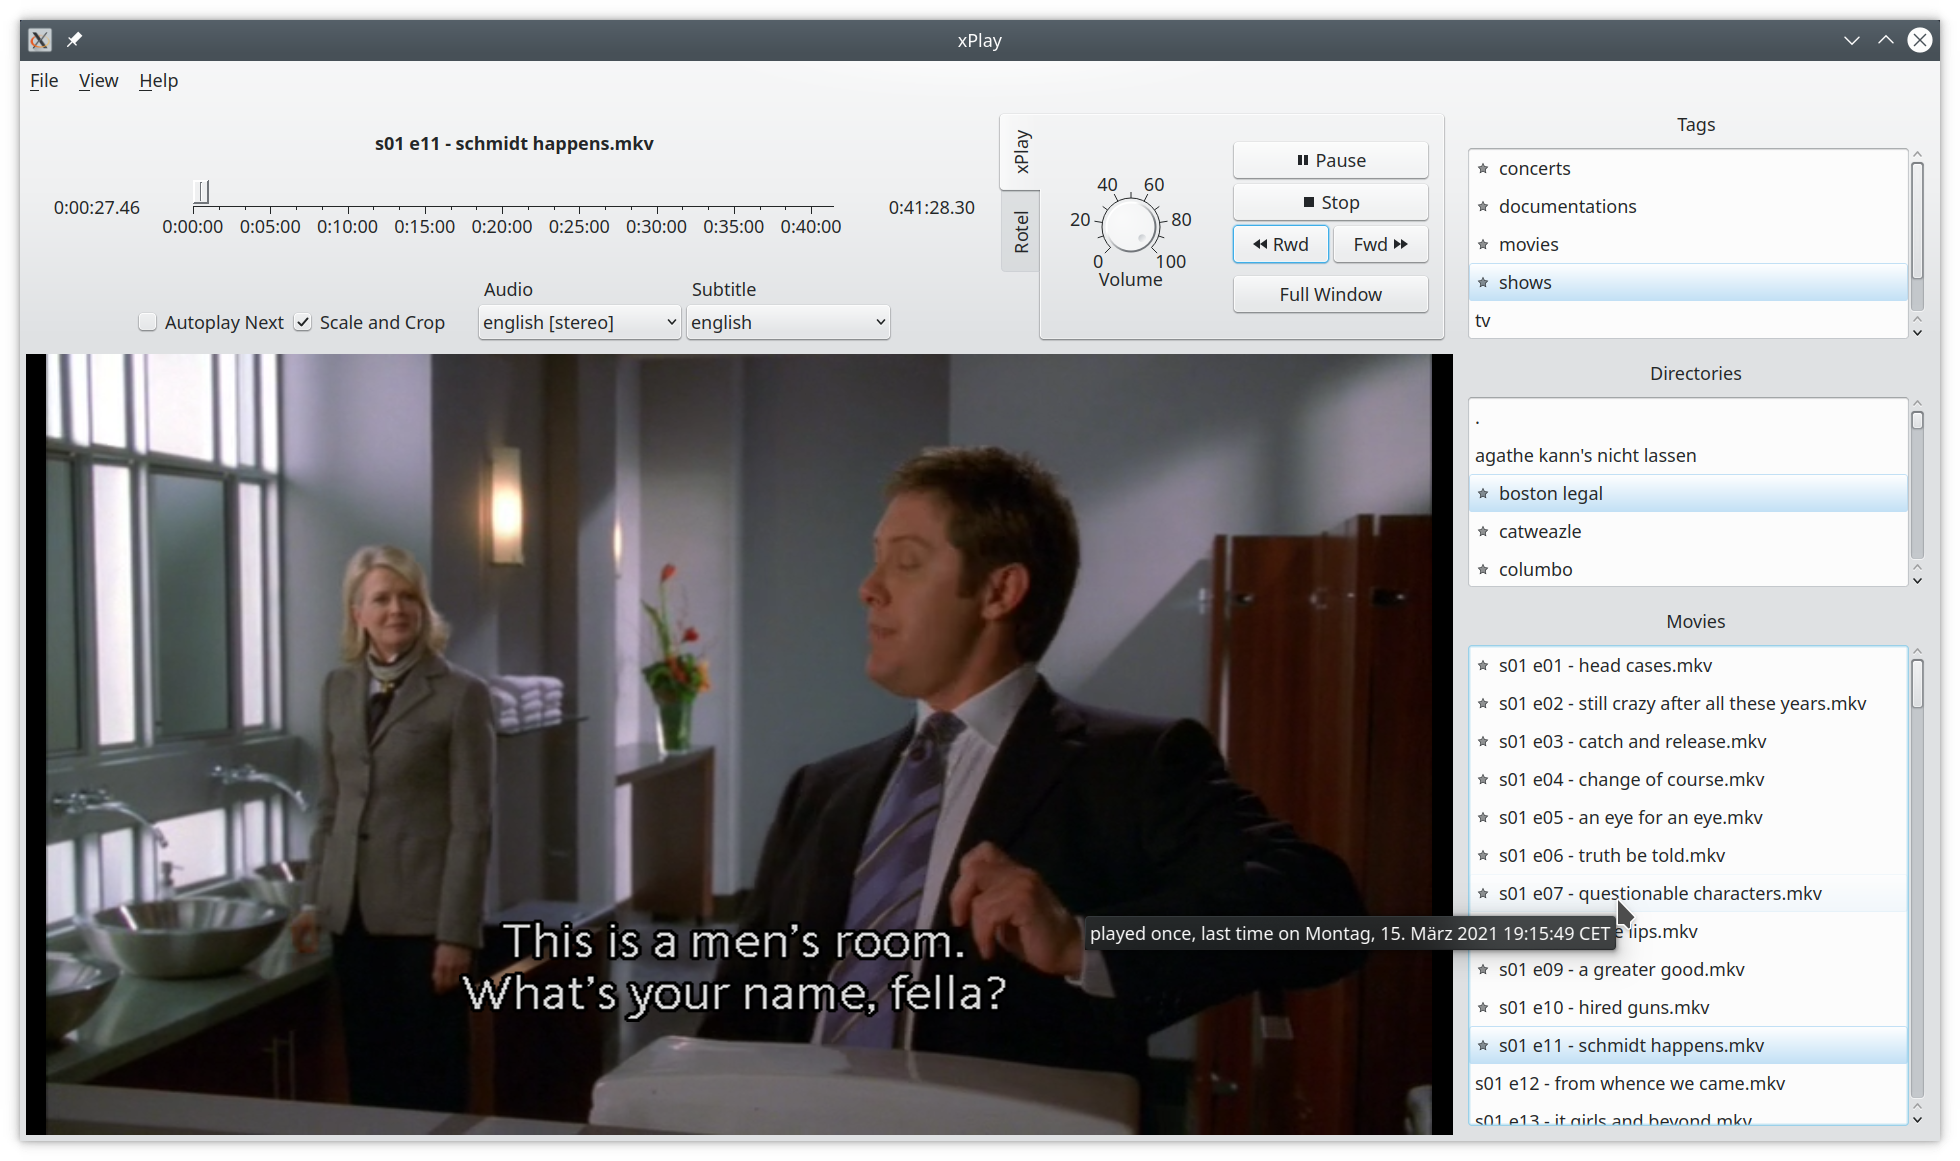 xPlay
File View Help
s01 e11 - schmidt happens.mkv
0:00:27.46
0:00:00 0:05:00 0:10:00 0:15:00 0:20:00 0:25:00 0:30:00 0:35:00 0:40:00
0:41:28.30
Audio Subtitle
Autoplay Next Scale and Crop english [stereo] english
xPlay
Rotel
0 20 40 60 80 100
Volume
Pause
Stop
Rwd Fwd
Full Window
This is a men's room.
What's your name, fella?
Tags
concerts
documentations
movies
shows
tv
Directories
.
agathe kann's nicht lassen
boston legal
catweazle
columbo
Movies
s01 e01 - head cases.mkv
s01 e02 - still crazy after all these years.mkv
s01 e03 - catch and release.mkv
s01 e04 - change of course.mkv
s01 e05 - an eye for an eye.mkv
s01 e06 - truth be told.mkv
s01 e07 - questionable characters.mkv
played once, last time on Montag, 15. März 2021 19:15:49 CET
lips.mkv
s01 e09 - a greater good.mkv
s01 e10 - hired guns.mkv
s01 e11 - schmidt happens.mkv
s01 e12 - from whence we came.mkv
s01 e13 - it girls and beyond.mkv